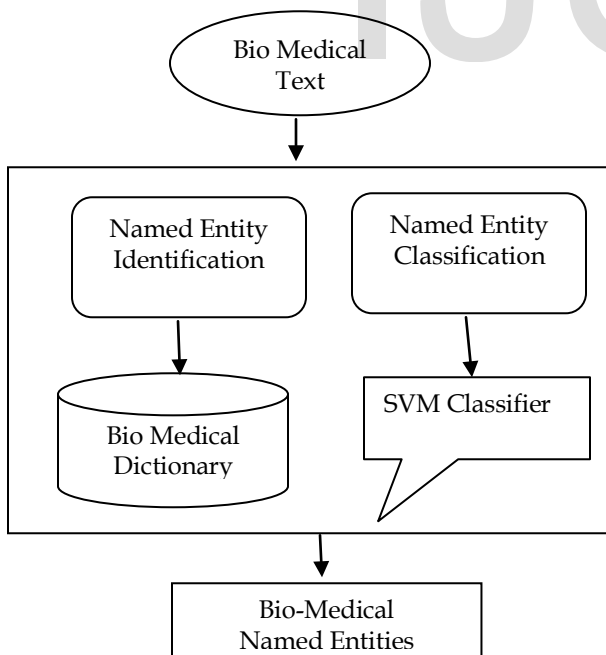 Bio Medical
Text
Named Entity
Identification
Named Entity
Classification
Bio Medical
Dictionary
SVM Classifier
Bio-Medical
Named Entities